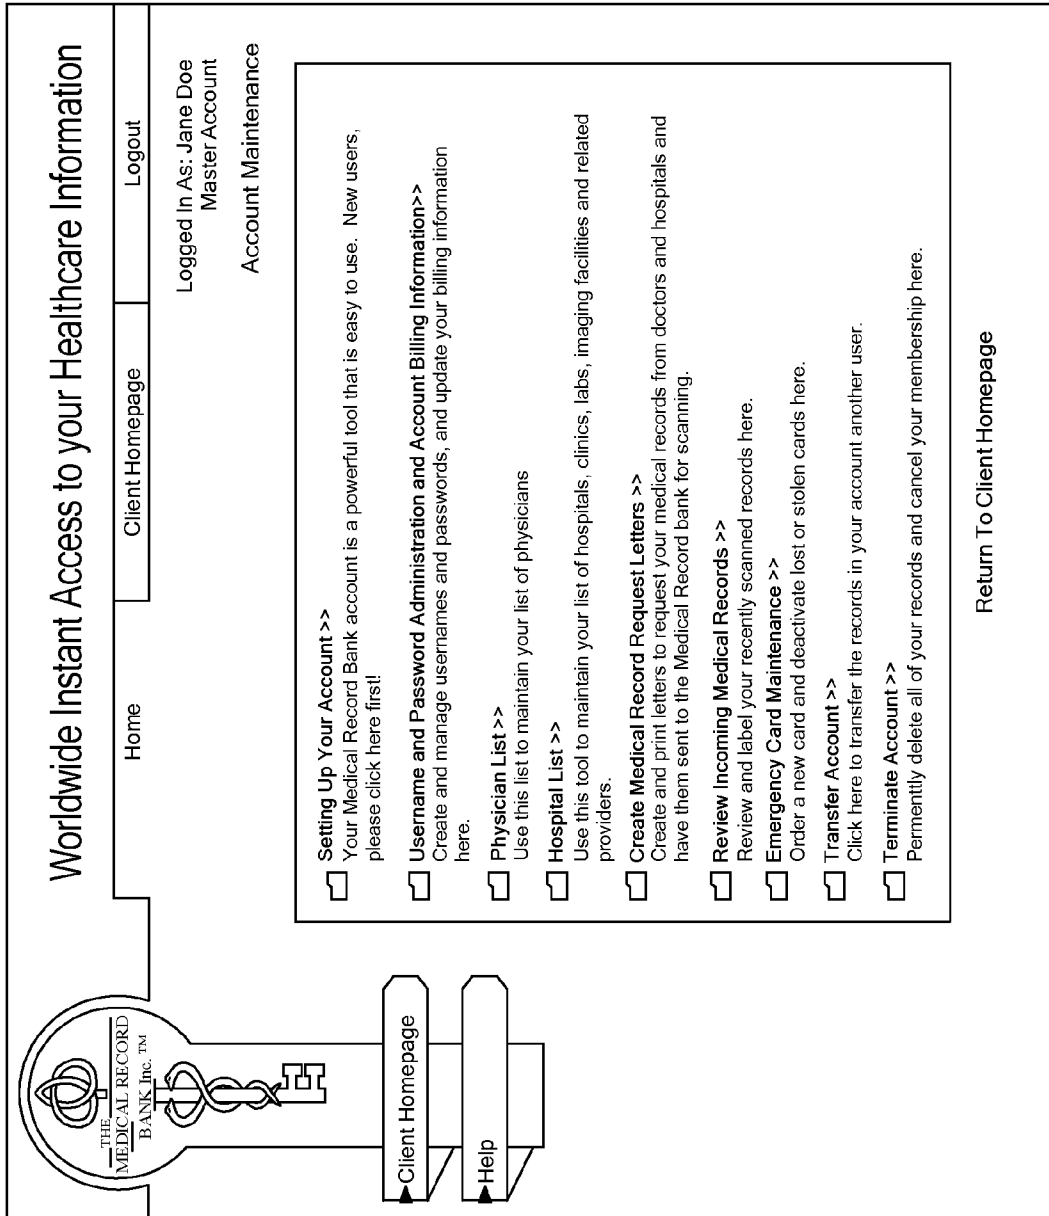 Worldwide Instant Access to your Healthcare Information
THE
MEDICAL RECORD
BANK Inc. ™
Home
Client Homepage
Logout
Logged In As: Jane Doe
Master Account
Account Maintenance
Client Homepage
Help
Setting Up Your Account >>
Your Medical Record Bank account is a powerful tool that is easy to use. New users,
please click here first!
Username and Password Administration and Account Billing Information>>
Create and manage usernames and passwords, and update your billing information
here.
Physician List >>
Use this list to maintain your list of physicians
Hospital List >>
Use this tool to maintain your list of hospitals, clinics, labs, imaging facilities and related
providers.
Create Medical Record Request Letters >>
Create and print letters to request your medical records from doctors and hospitals and
have them sent to the Medical Record bank for scanning.
Review Incoming Medical Records >>
Review and label your recently scanned records here.
Emergency Card Maintenance >>
Order a new card and deactivate lost or stolen cards here.
Transfer Account >>
Click here to transfer the records in your account another user.
Terminate Account >>
Permently delete all of your records and cancel your membership here.
Return To Client Homepage